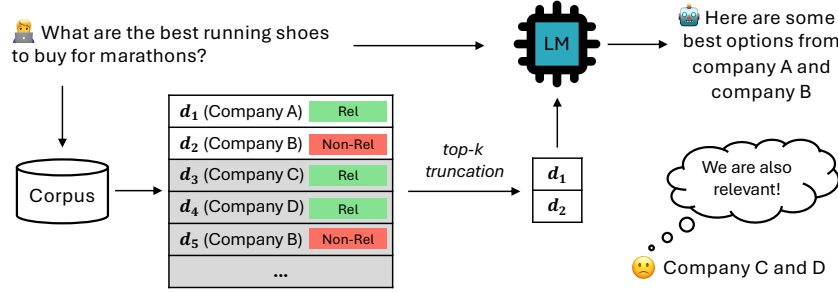 What are the best running shoes
to buy for marathons?
LM
Here are some
best options from
company A and
company B
d1 (Company A) Rel
d2 (Company B) Non-Rel
d3 (Company C) Rel
d4 (Company D) Rel
d5 (Company B) Non-Rel
...
Corpus
top-k
truncation
d1
d2
We are also
relevant!
Company C and D